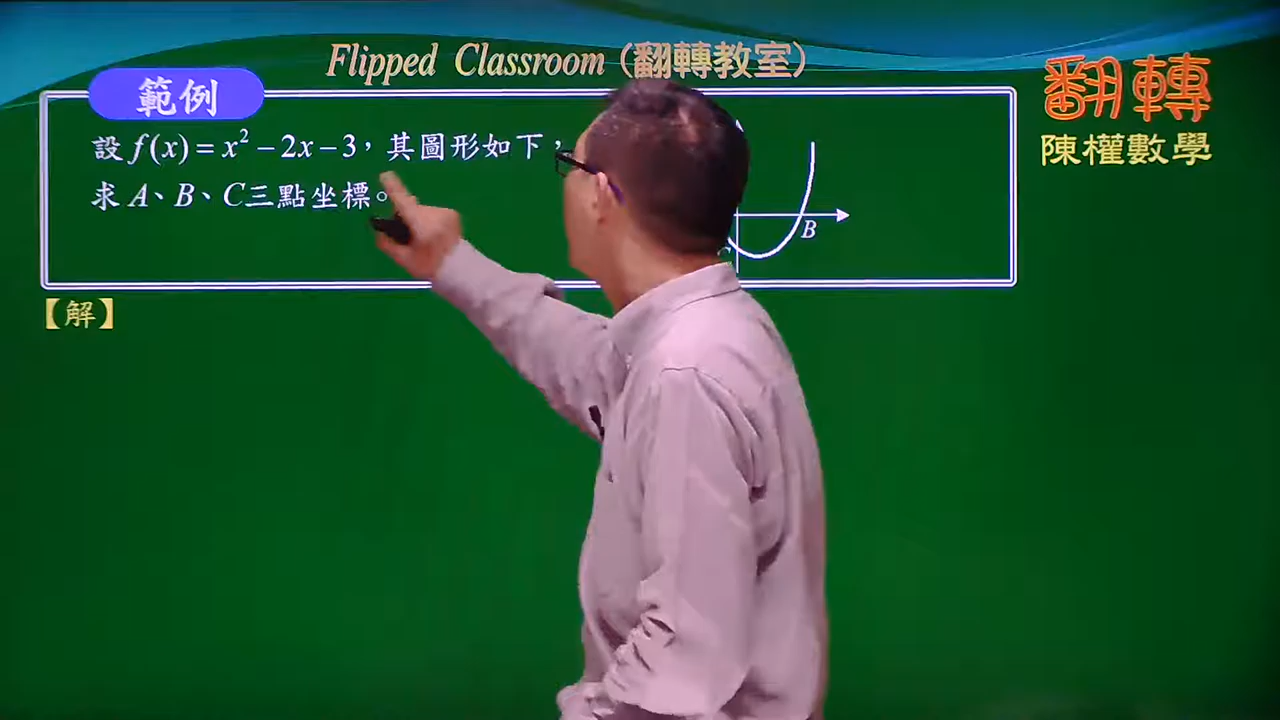 Flipped Classroom (翻轉教室)
翻轉
陳權數學
範例
設 f(x) = x² − 2x − 3，其圖形如下，
求 A、B、C三點坐標。
B
【解】